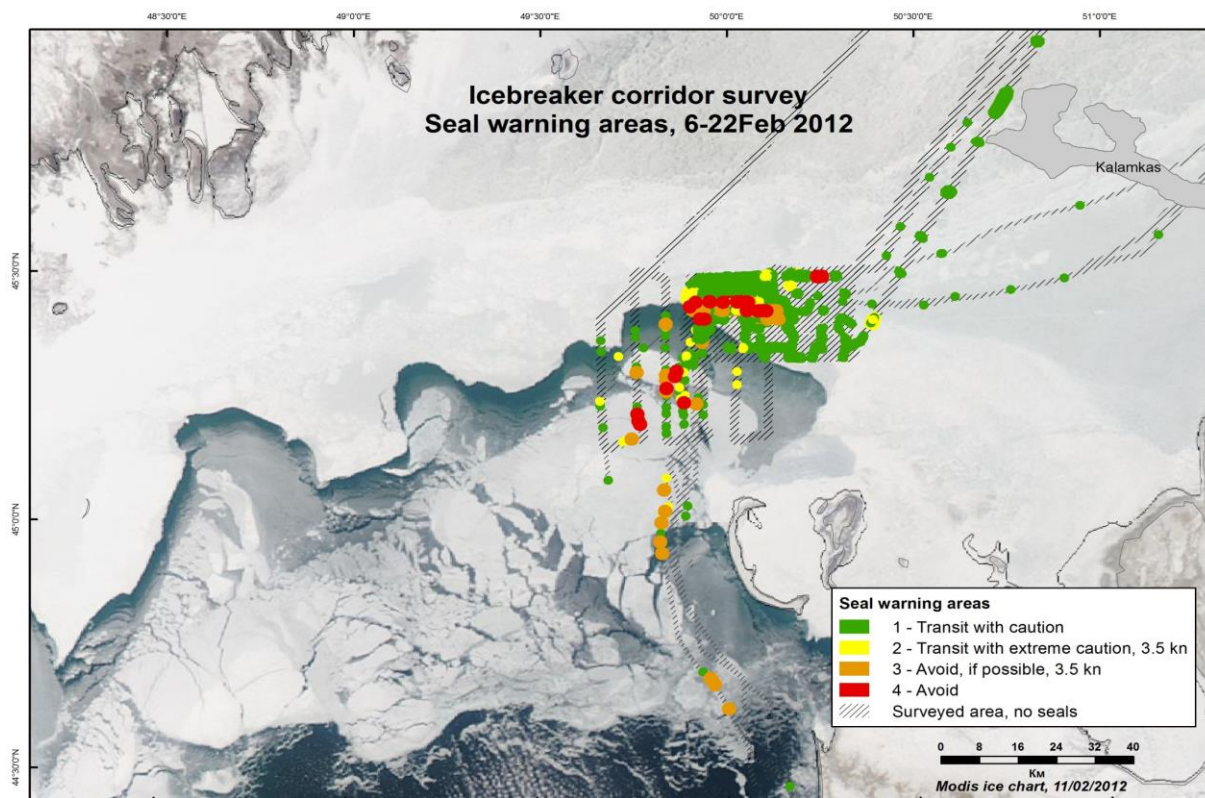 48°30'0"E 49°0'0"E 49°30'0"E 50°0'0"E 50°30'0"E 51°0'0"E
Icebreaker corridor survey
Seal warning areas, 6-22Feb 2012
Kalamkas
45°30'0"N
45°0'0"N
44°30'0"N
Seal warning areas
1 - Transit with caution
2 - Transit with extreme caution, 3.5 kn
3 - Avoid, if possible, 3.5 kn
4 - Avoid
Surveyed area, no seals
0 8 16 24 32 40
Км
Modis ice chart, 11/02/2012